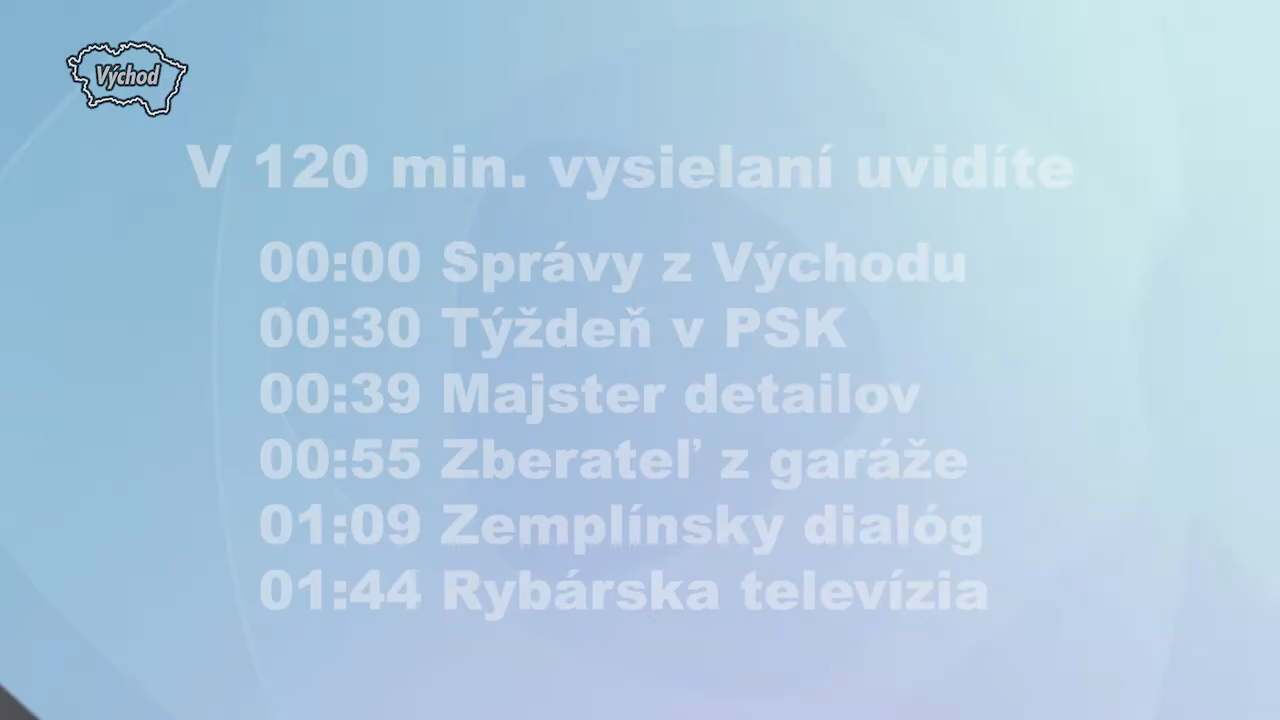 Východ
V 120 min. vysielaní uvidíte
00:00 Správy z Východu
00:30 Týždeň v PSK
00:39 Majster detailov
00:55 Zberateľ z garáže
01:09 Zemplínsky dialóg
01:44 Rybárska televízia